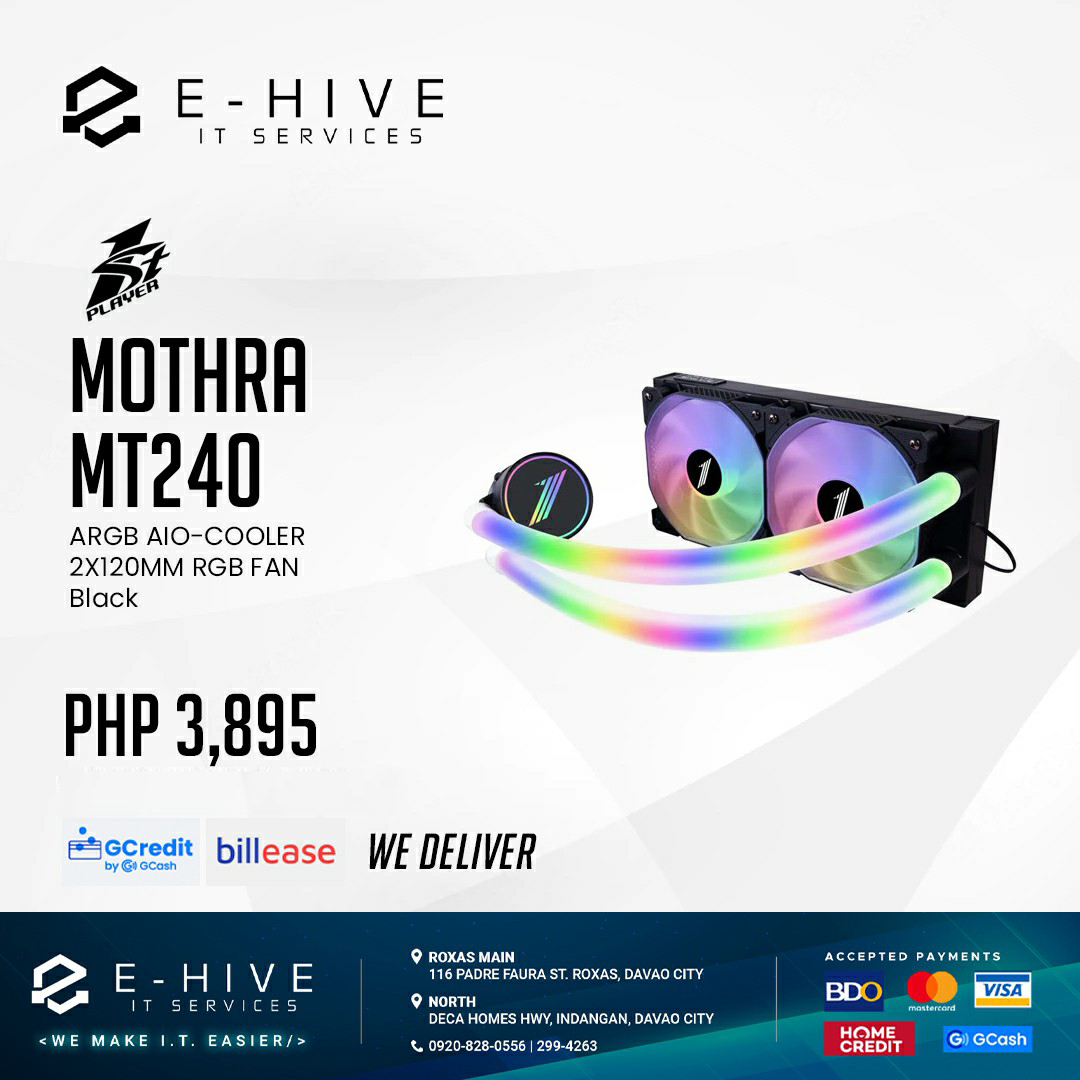 E-HIVE
IT SERVICES
1St
PLAYER
MOTHRA
MT240
ARGB AIO-COOLER
2X120MM RGB FAN
Black
PHP 3,895
GCredit
by GCash
billease
WE DELIVER
E-HIVE
IT SERVICES
<WE MAKE I.T. EASIER/>
ROXAS MAIN
116 PADRE FAURA ST. ROXAS, DAVAO CITY
NORTH
DECA HOMES HWY, INDANGAN, DAVAO CITY
0920-828-0556 | 299-4263
ACCEPTED PAYMENTS
BDO
mastercard
VISA
HOME
CREDIT
GCash